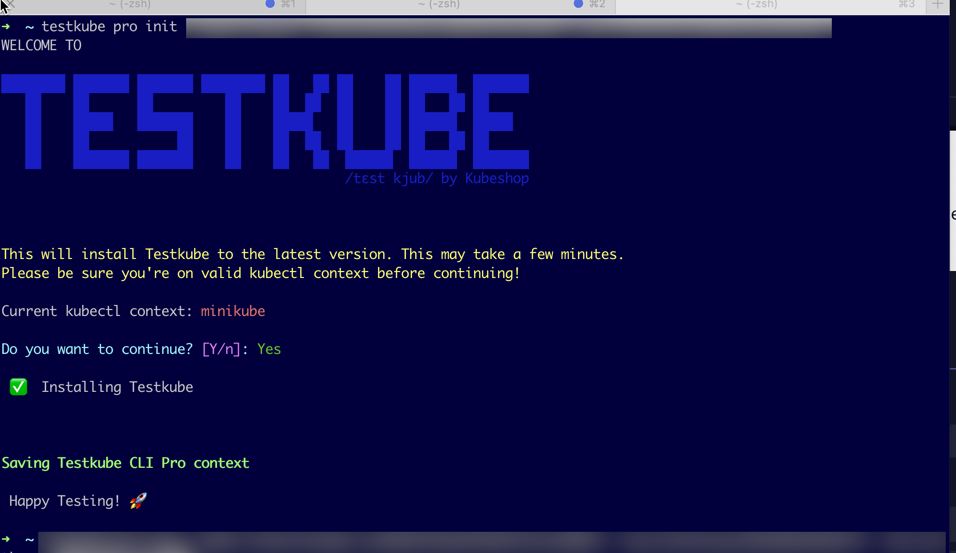 ~ (-zsh) ⌘1 ~ (-zsh) ⌘2 ~ (-zsh) ⌘3 +
→ ~ testkube pro init
WELCOME TO
TESTKUBE
/tɛst kjub/ by Kubeshop
This will install Testkube to the latest version. This may take a few minutes.
Please be sure you're on valid kubectl context before continuing!
Current kubectl context: minikube
Do you want to continue? [Y/n]: Yes
✅ Installing Testkube
Saving Testkube CLI Pro context
Happy Testing! 🚀
→ ~